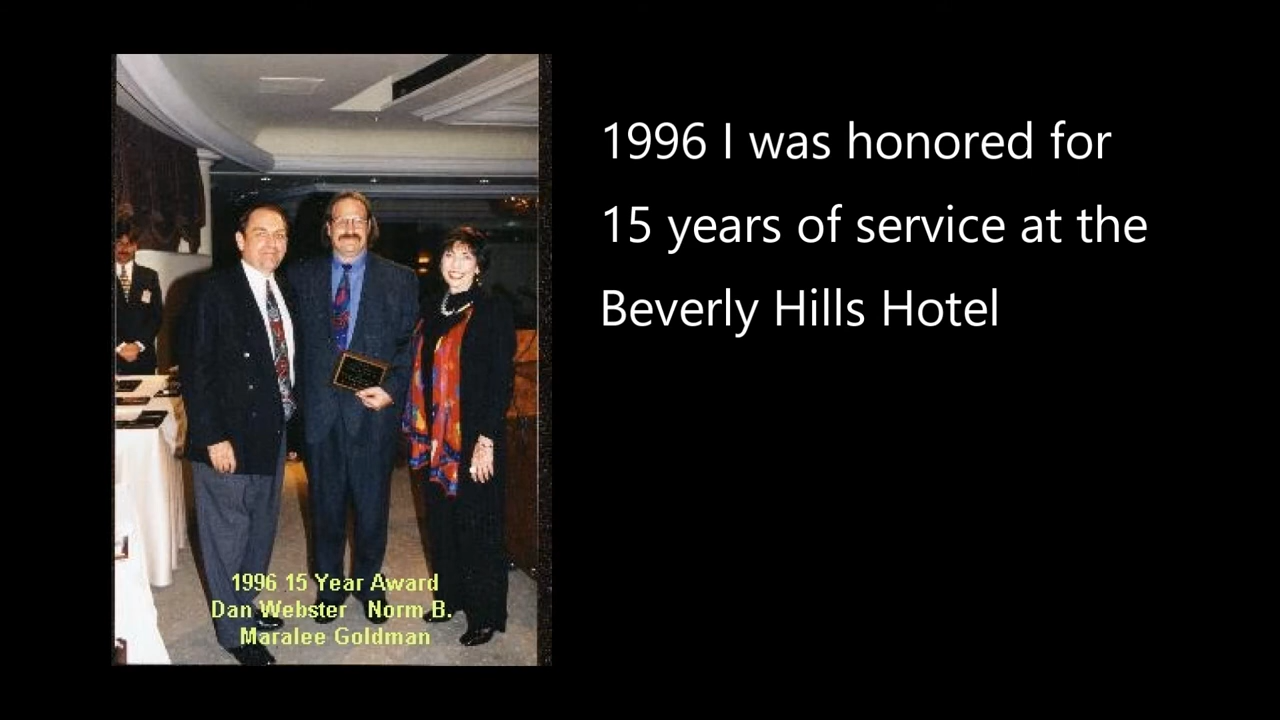 1996 I was honored for
15 years of service at the
Beverly Hills Hotel
1996 15 Year Award
Dan Webster Norm B.
Maralee Goldman